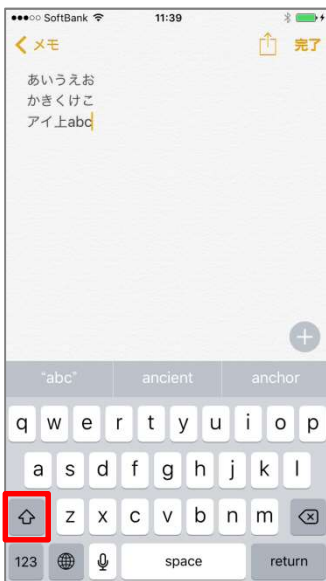 SoftBank 11:39
メモ 完了
あいうえお
かきくけこ
アイ上abc
"abc" ancient anchor
q w e r t y u i o p
a s d f g h j k l
z x c v b n m
123 space return